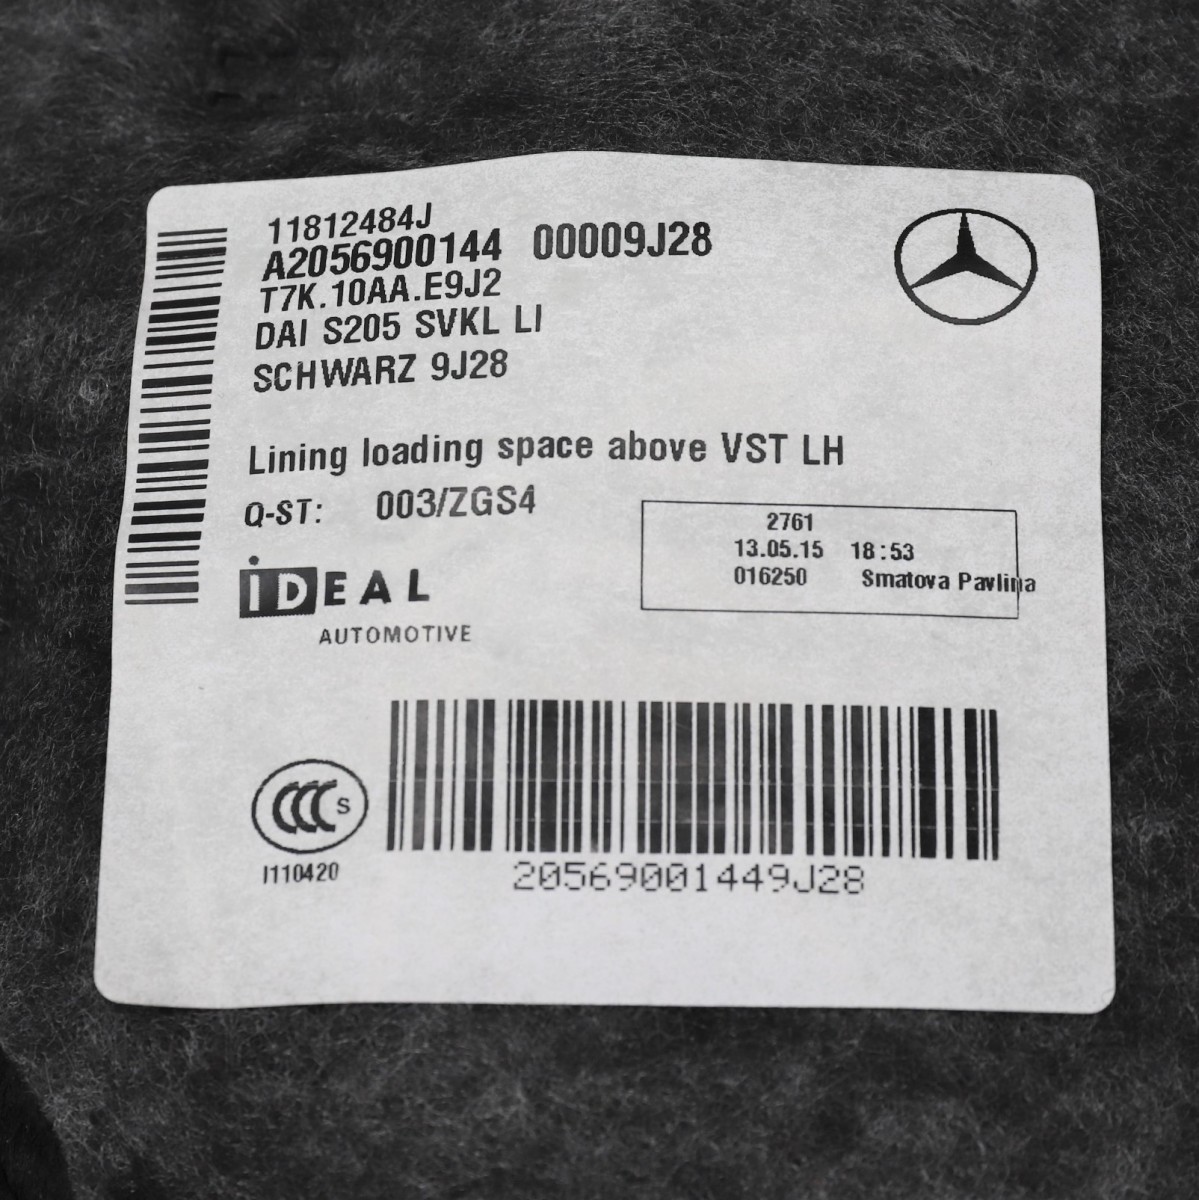 11812484J
A2056900144 00009J28
T7K.10AA.E9J2
DAI S205 SVKL LI
SCHWARZ 9J28
Lining loading space above VST LH
Q-ST: 003/ZGS4
2761
13.05.15 18:53
016250 Smatova Pavlina
iDEAL
AUTOMOTIVE
CCC S
I110420
20569001449J28